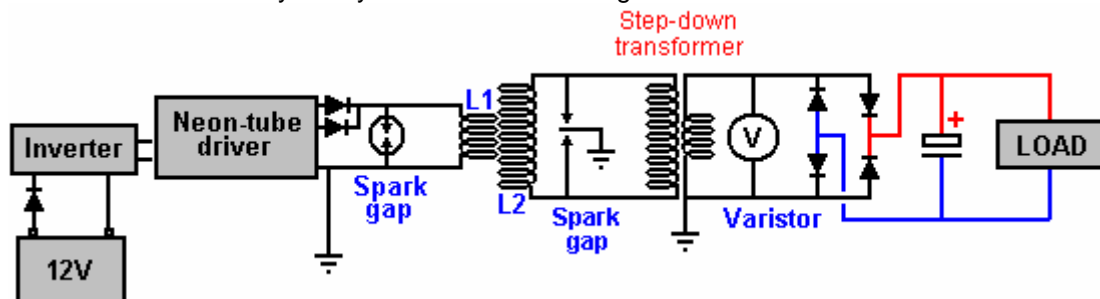 Step-down
transformer
L1
Neon-tube
driver
Inverter
V
+
LOAD
Spark
gap
L2
Spark
gap
Varistor
12V